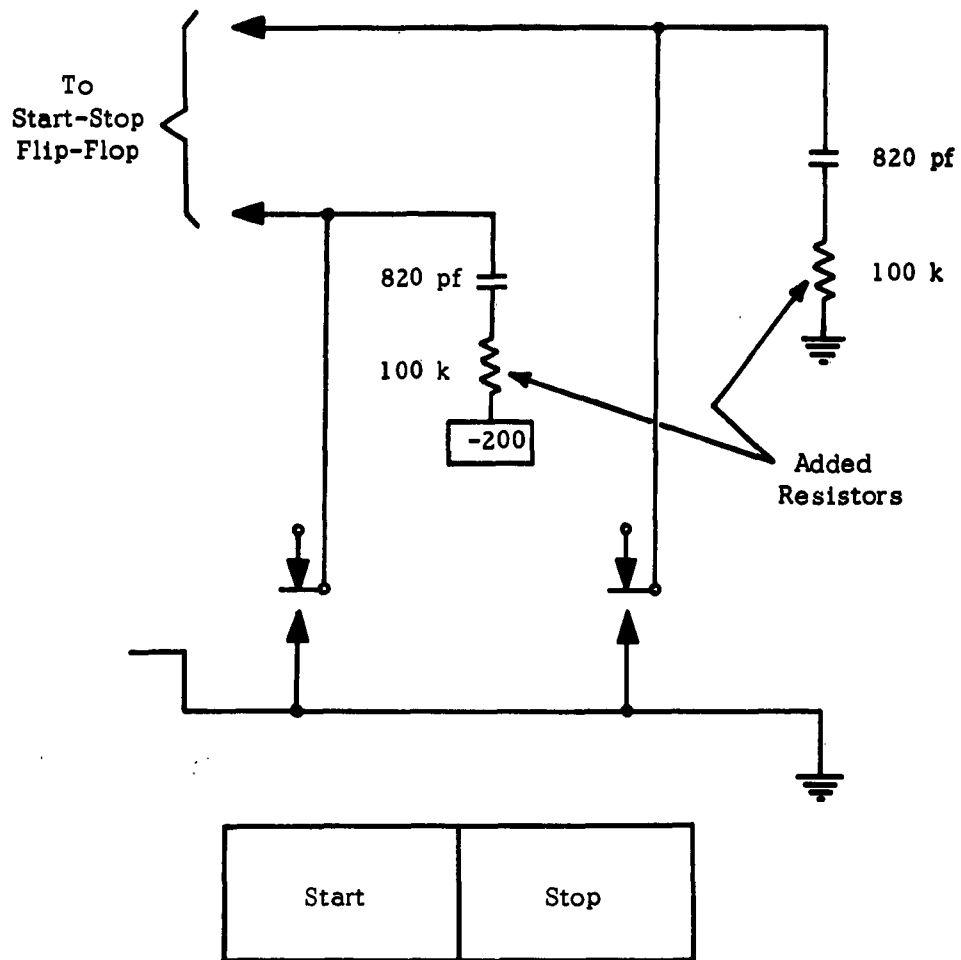 To
Start-Stop
Flip-Flop
820 pf
100 k
820 pf
100 k
-200
Added
Resistors
Start
Stop